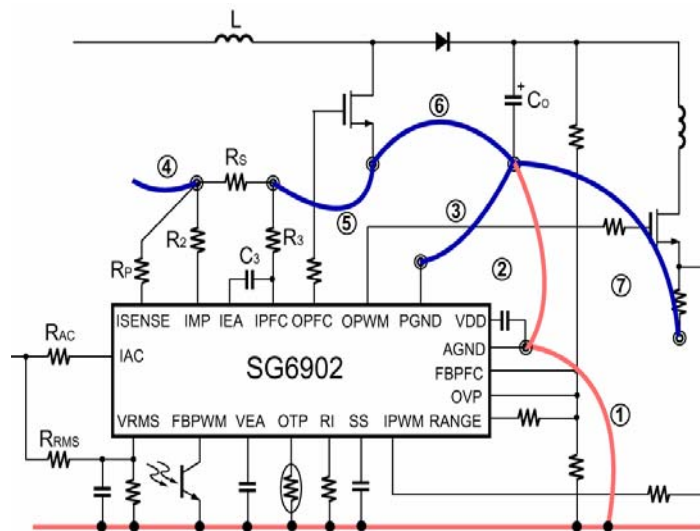 L
⑥
+
Co
④
RS
⑤
③
R2
R3
C3
RP
②
⑦
ISENSE IMP IEA IPFC OPFC OPWM PGND VDD
RAC
IAC
AGND
SG6902
FBPFC
OVP
①
VRMS FBPWM VEA OTP RI SS IPWM RANGE
RRMS